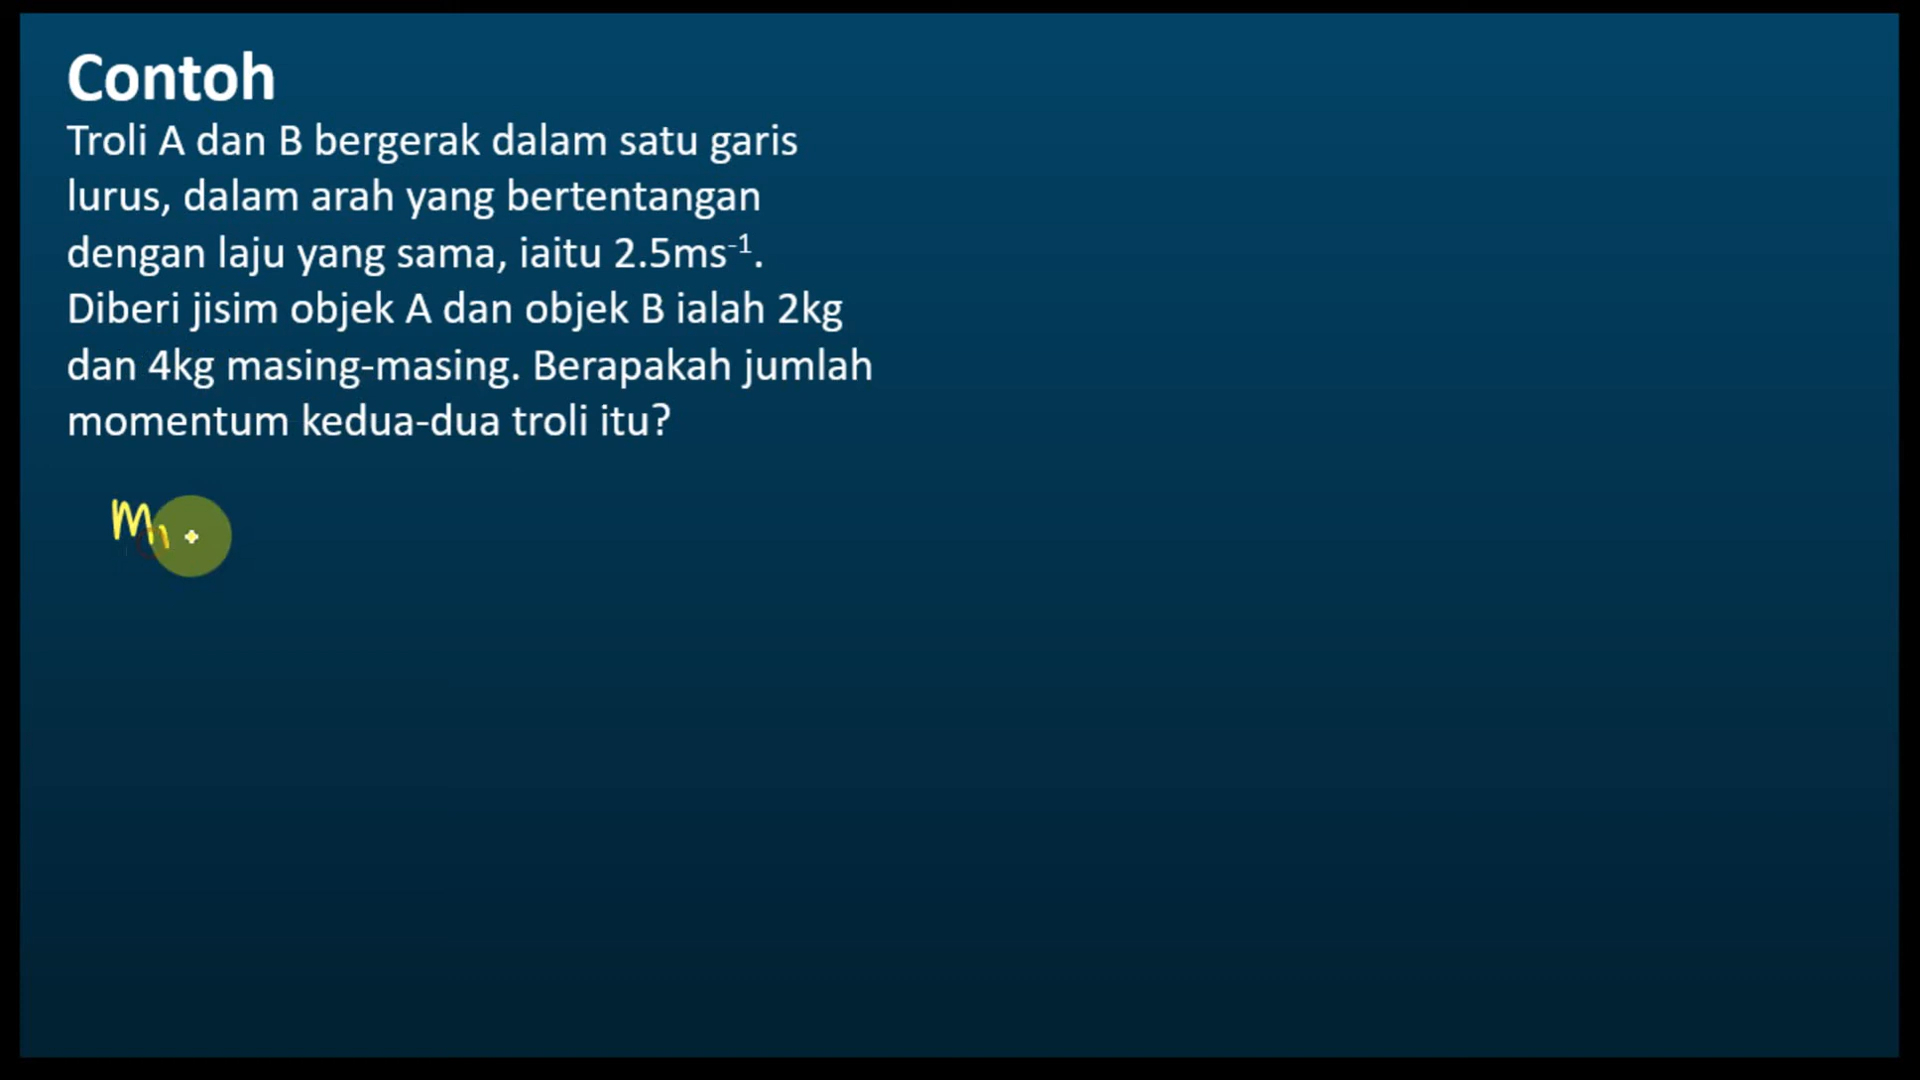 Contoh
Troli A dan B bergerak dalam satu garis
lurus, dalam arah yang bertentangan
dengan laju yang sama, iaitu 2.5ms⁻¹.
Diberi jisim objek A dan objek B ialah 2kg
dan 4kg masing-masing. Berapakah jumlah
momentum kedua-dua troli itu?
m₁